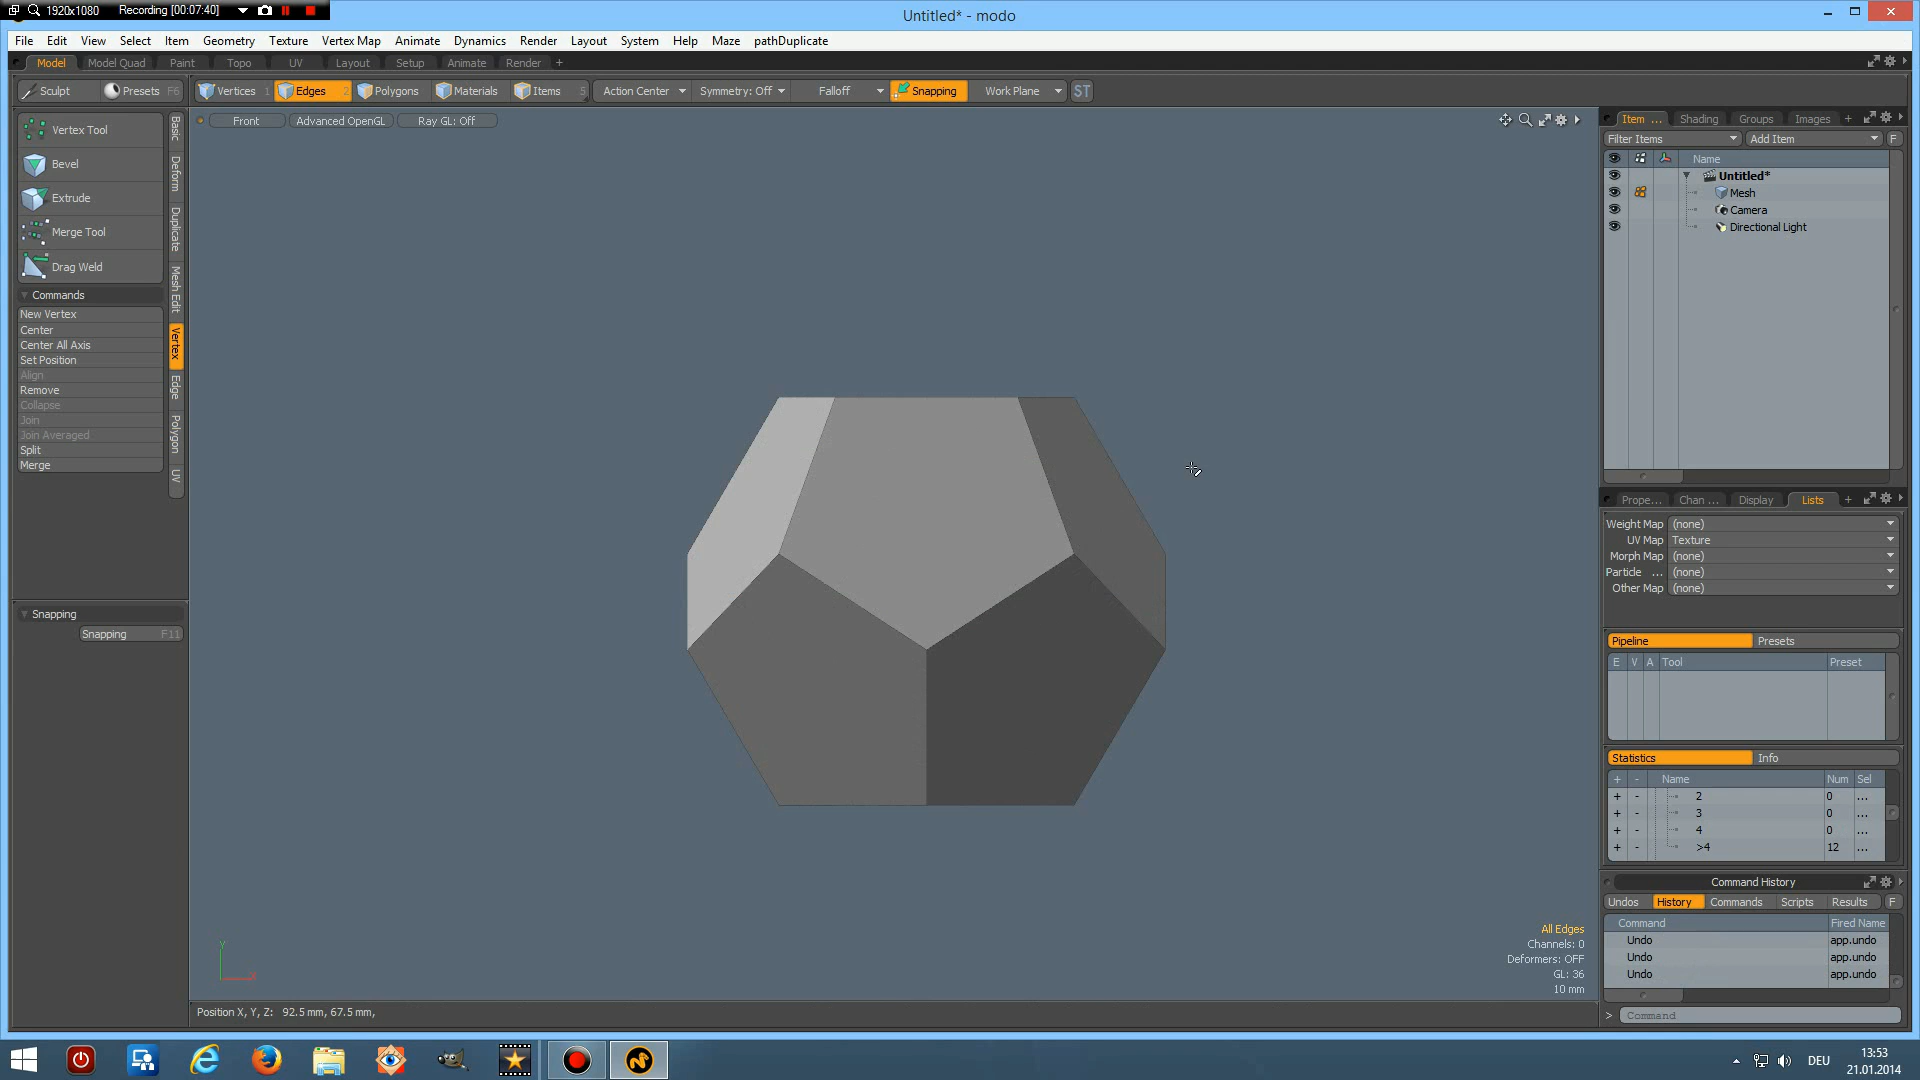 1920x1080 Recording [00:07:40]
Untitled* - modo
File Edit View Select Item Geometry Texture Vertex Map Animate Dynamics Render Layout System Help Maze pathDuplicate
Model Model Quad Paint Topo UV Layout Setup Animate Render +
Sculpt Presets F6 Vertices 1 Edges 2 Polygons Materials Items 5 Action Center Symmetry: Off Falloff Snapping Work Plane ST
Front Advanced OpenGL Ray GL: Off
Vertex Tool
Bevel
Extrude
Merge Tool
Drag Weld
Commands
New Vertex
Center
Center All Axis
Set Position
Align
Remove
Collapse
Join
Join Averaged
Split
Merge
Basic
Deform
Duplicate
Mesh Edit
Vertex
Edge
Polygon
UV
Snapping
Snapping F11
Y
X
All Edges
Channels: 0
Deformers: OFF
GL: 36
10 mm
Position X, Y, Z: 92.5 mm, 67.5 mm,
Item ... Shading Groups Images +
Filter Items Add Item F
Name
Untitled*
Mesh
Camera
Directional Light
Prope... Chan ... Display Lists +
Weight Map (none)
UV Map Texture
Morph Map (none)
Particle ... (none)
Other Map (none)
Pipeline Presets
E V A Tool Preset
Statistics Info
+ - Name Num Sel
+ - 2 0 ...
+ - 3 0 ...
+ - 4 0 ...
+ - >4 12 ...
Command History
Undos History Commands Scripts Results F
Command Fired Name
Undo app.undo
Undo app.undo
Undo app.undo
> Command
DEU
13:53
21.01.2014